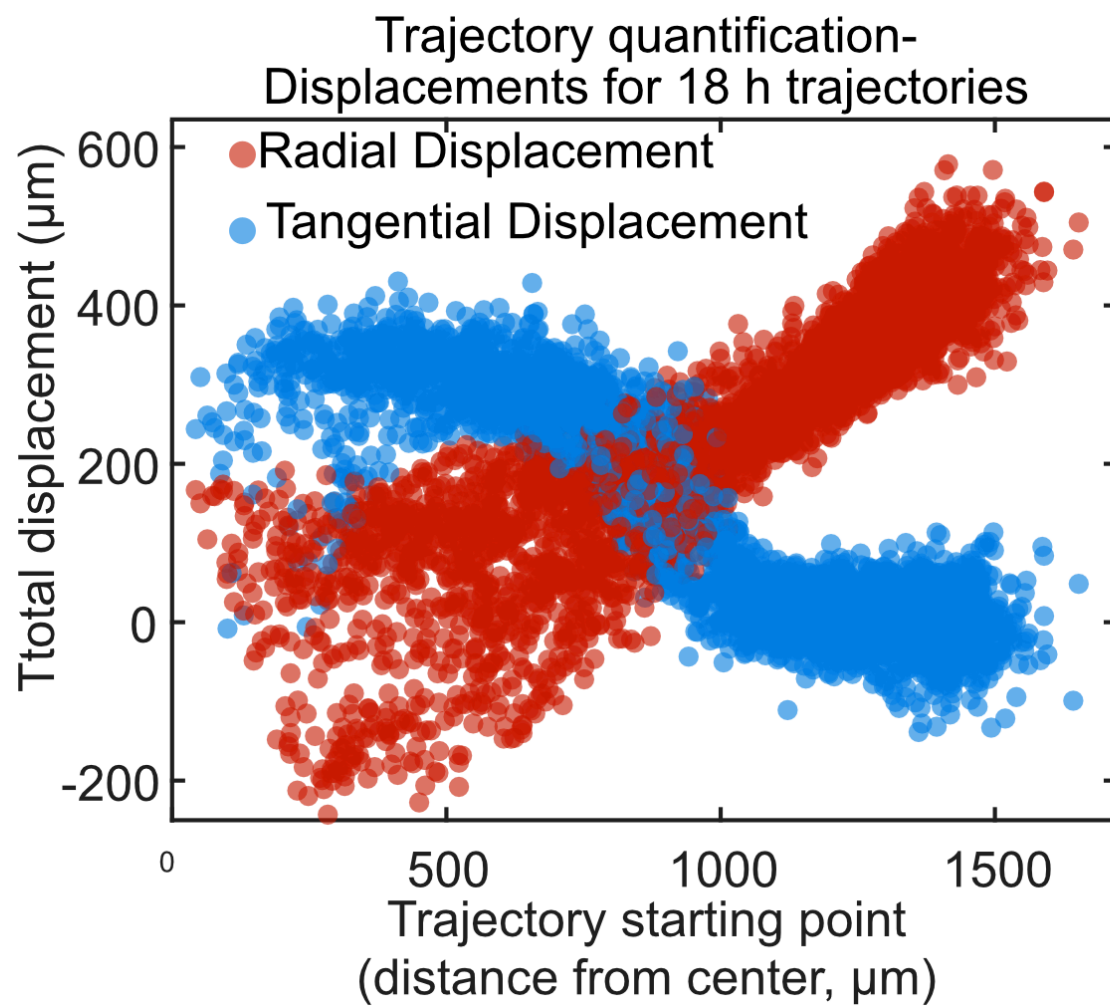 Trajectory quantification-
Displacements for 18 h trajectories
Radial Displacement
Tangential Displacement
Ttotal displacement (μm)
600
400
200
0
-200
0
500
1000
1500
Trajectory starting point
(distance from center, μm)